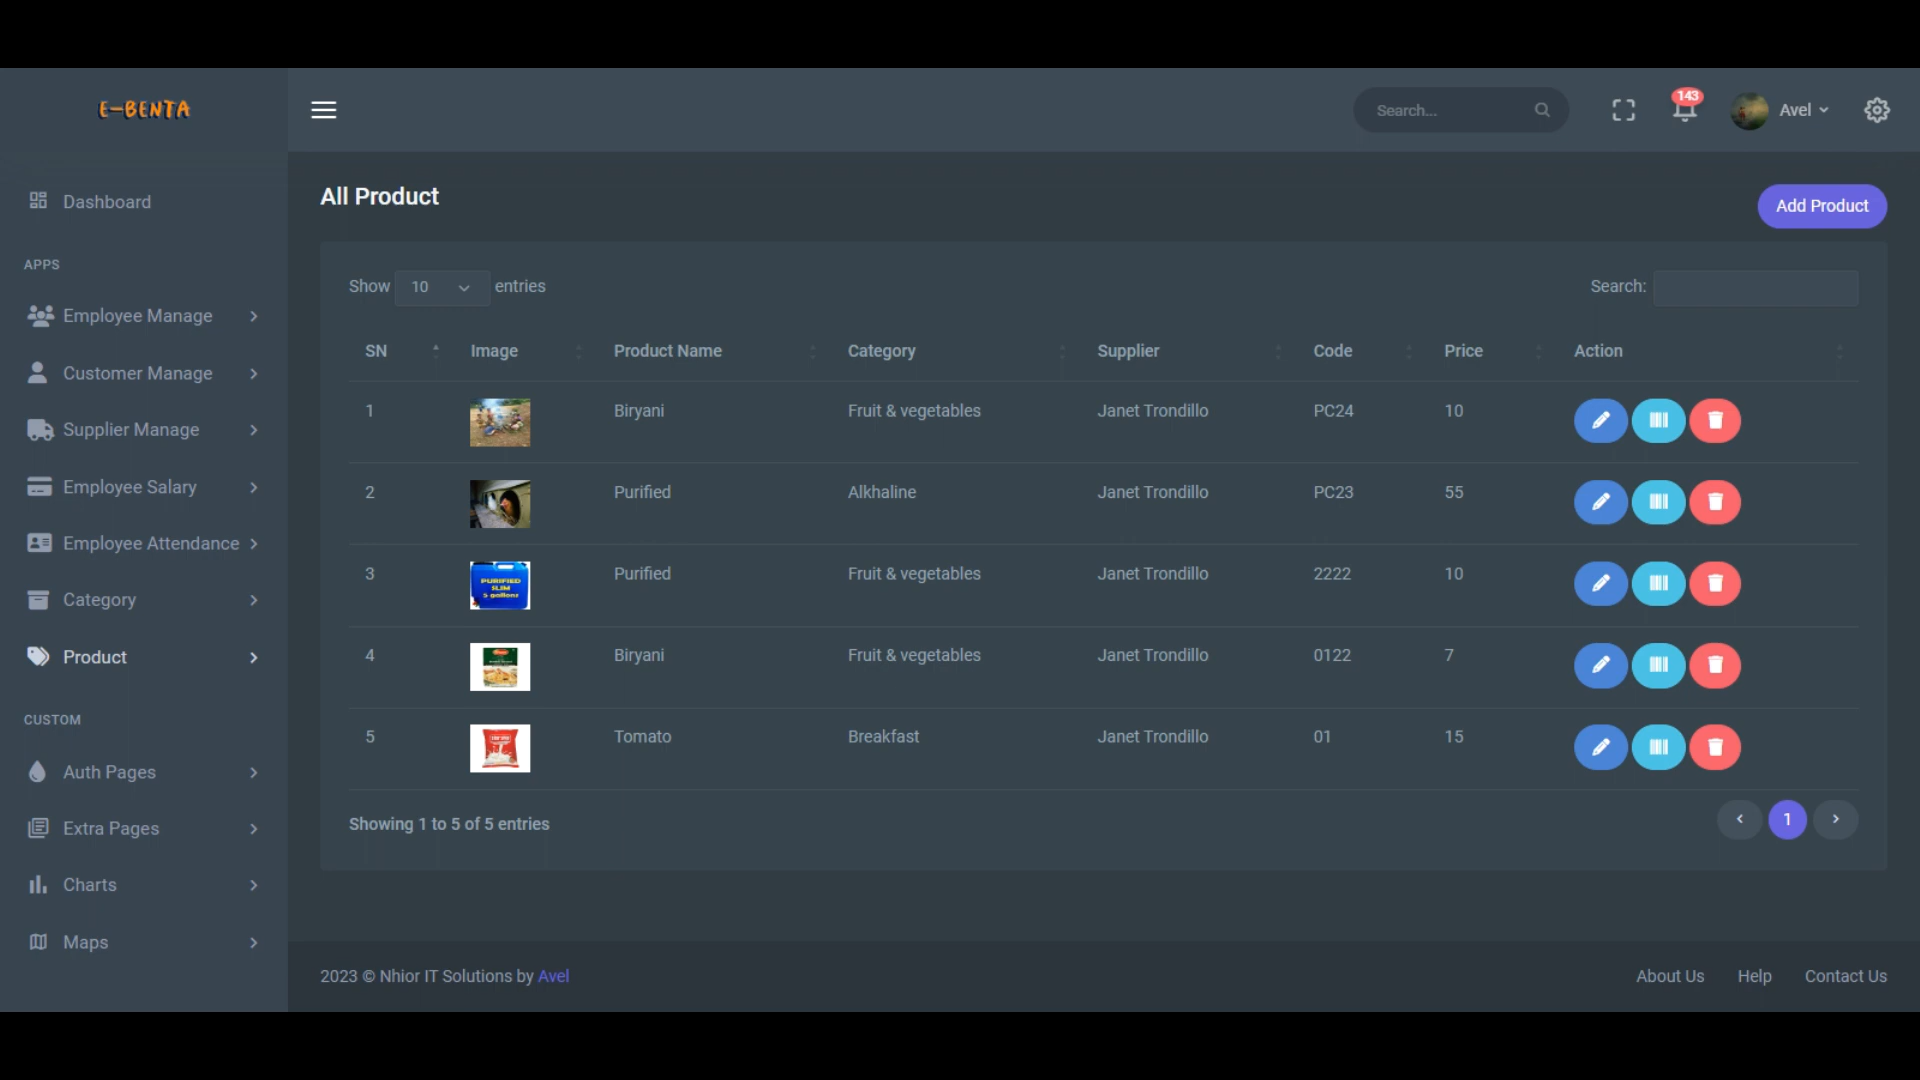 E-BENTA
Search...
143
Avel
Dashboard
APPS
Employee Manage
Customer Manage
Supplier Manage
Employee Salary
Employee Attendance
Category
Product
CUSTOM
Auth Pages
Extra Pages
Charts
Maps
All Product
Add Product
Show 10 entries
Search:
SN Image Product Name Category Supplier Code Price Action
1 Biryani Fruit & vegetables Janet Trondillo PC24 10
2 Purified Alkhaline Janet Trondillo PC23 55
PURIFIED
SLIM
5 gallons
3 Purified Fruit & vegetables Janet Trondillo 2222 10
4 Biryani Fruit & vegetables Janet Trondillo 0122 7
5 Tomato Breakfast Janet Trondillo 01 15
Showing 1 to 5 of 5 entries
1
2023 © Nhior IT Solutions by Avel
About Us Help Contact Us